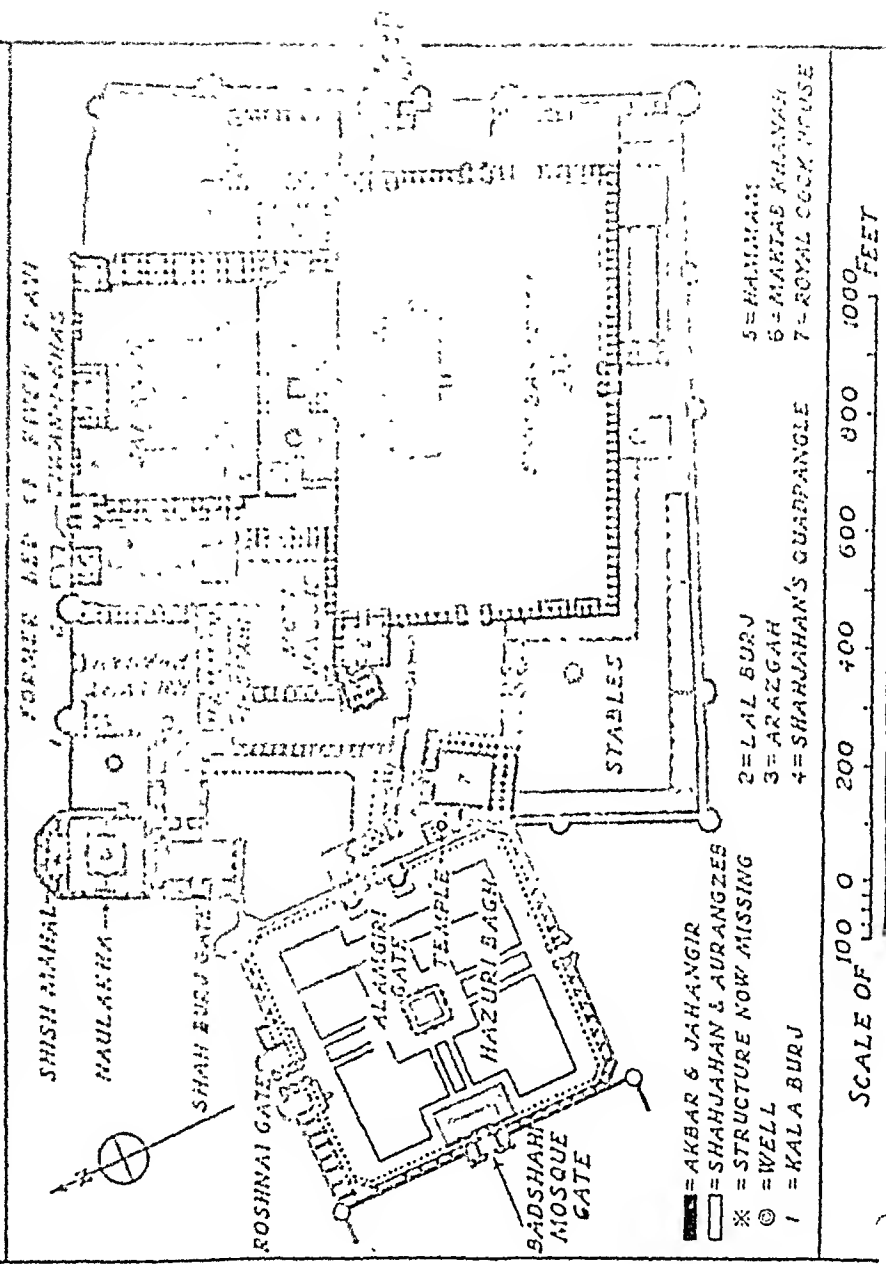 FORMER BED OF RIVER RAVI
SHISH MAHAL
NAULAKHA
SHAH BURJ GATE
ROSHNAI GATE
ALAMGIRI
GATE
TEMPLE
HAZURI BAGH
BADSHAHI
MOSQUE
GATE
STABLES
MOTI
MASJID
= AKBAR & JAHANGIR
= SHAHJAHAN & AURANGZEB
※ = STRUCTURE NOW MISSING
◎ = WELL
1 = KALA BURJ
2 = LAL BURJ
3 = ARAZGAH
4 = SHAHJAHAN'S QUADRANGLE
5 = HAMMAM
6 = MAKTAB KHANAH
7 = ROYAL COOK HOUSE
SCALE OF 100 0 200 400 600 800 1000 FEET